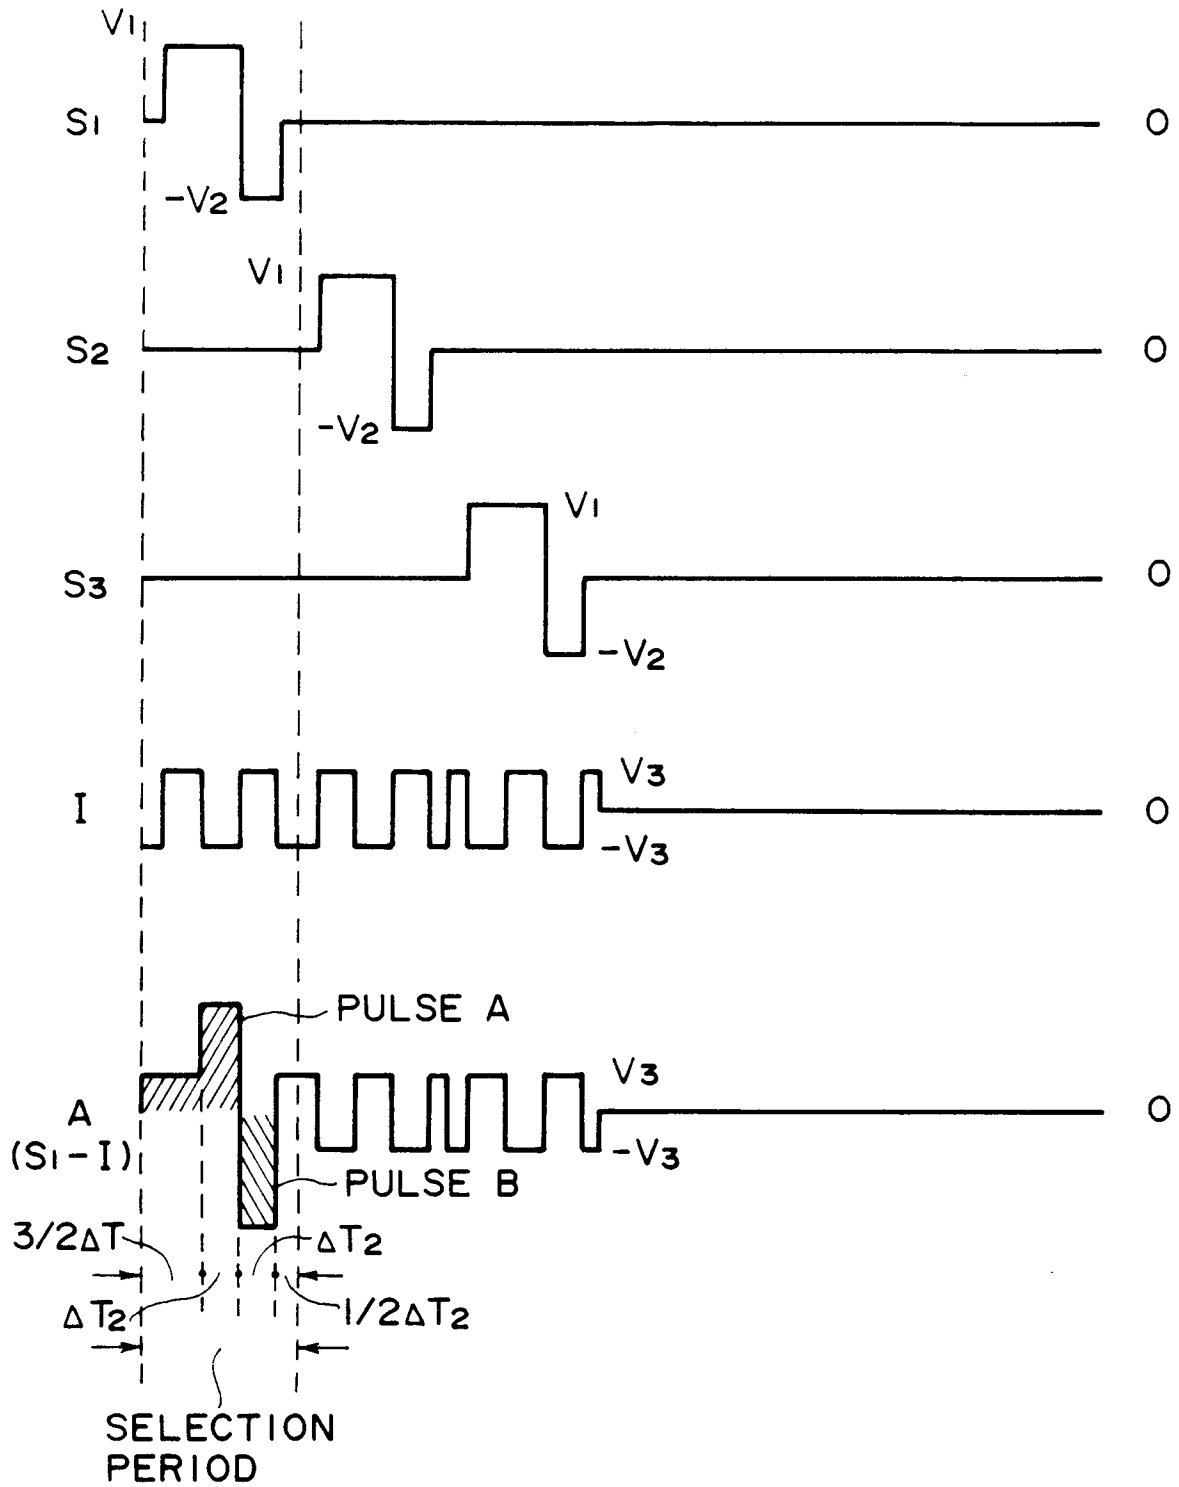 V1
S1
0
-V2
V1
S2
0
-V2
V1
S3
0
-V2
V3
I
0
-V3
PULSE A
V3
A
(S1-I)
0
-V3
PULSE B
3/2ΔT
ΔT2
ΔT2
1/2ΔT2
SELECTION
PERIOD